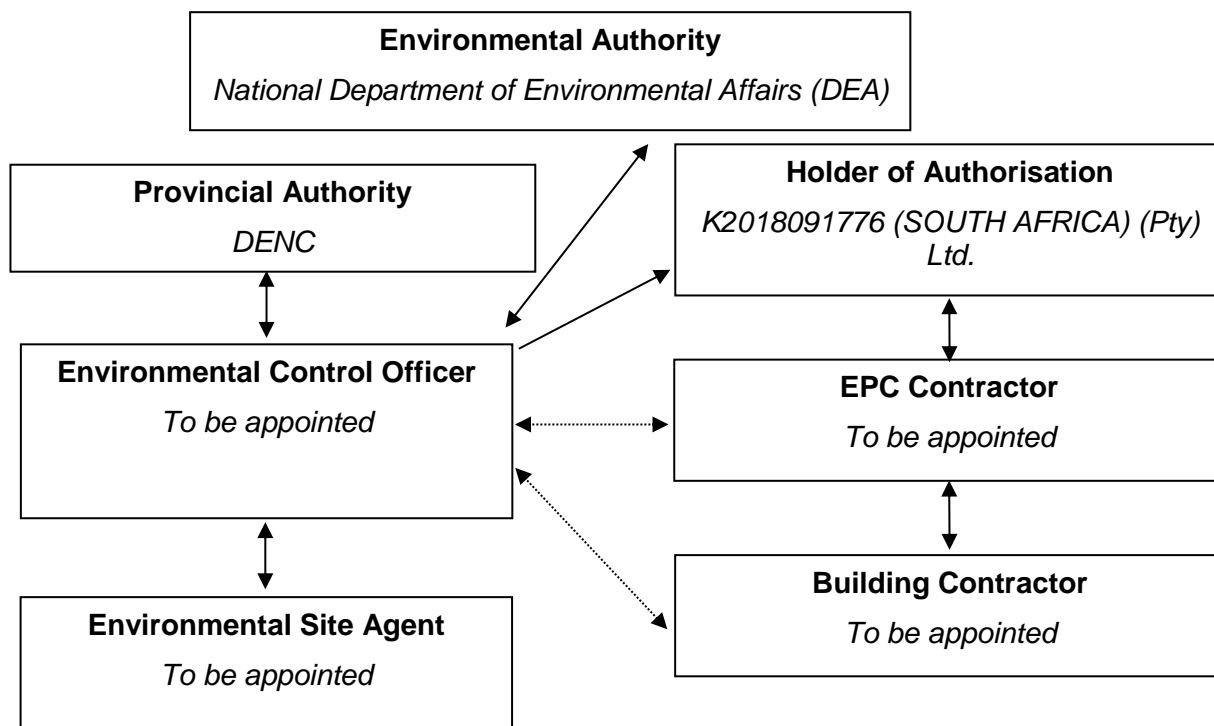 Environmental Authority
National Department of Environmental Affairs (DEA)
Provincial Authority
DENC
Holder of Authorisation
K2018091776 (SOUTH AFRICA) (Pty)
Ltd.
Environmental Control Officer
To be appointed
EPC Contractor
To be appointed
Environmental Site Agent
To be appointed
Building Contractor
To be appointed